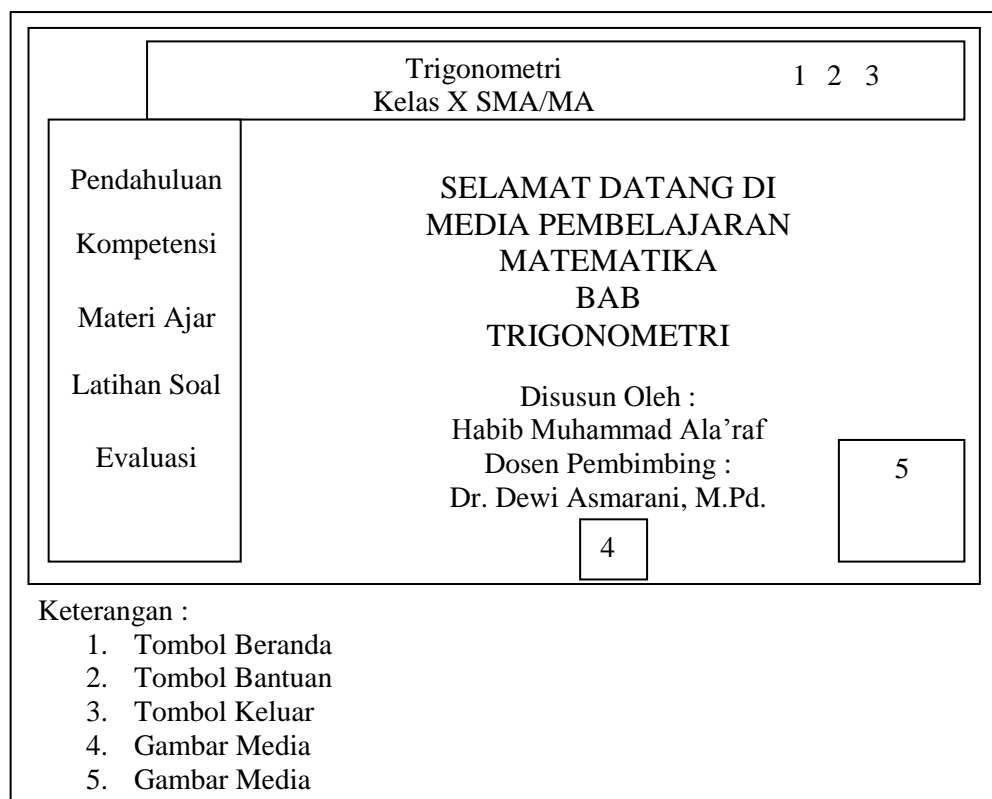 Trigonometri
Kelas X SMA/MA
1 2 3
Pendahuluan
Kompetensi
Materi Ajar
Latihan Soal
Evaluasi
SELAMAT DATANG DI
MEDIA PEMBELAJARAN
MATEMATIKA
BAB
TRIGONOMETRI
Disusun Oleh :
Habib Muhammad Ala’raf
Dosen Pembimbing :
Dr. Dewi Asmarani, M.Pd.
4
5
Keterangan :
1. Tombol Beranda
2. Tombol Bantuan
3. Tombol Keluar
4. Gambar Media
5. Gambar Media